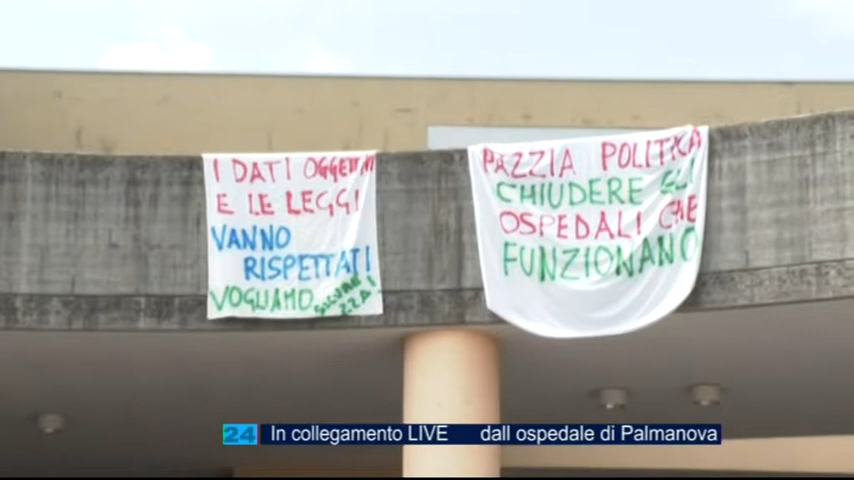 I DATI OGGETTIVI
E LE LEGGI
VANNO
RISPETTATI
VOGLIAMO SICUREZZA!
PAZZIA POLITICA
CHIUDERE GLI
OSPEDALI CHE
FUNZIONANO
24 In collegamento LIVE dall ospedale di Palmanova